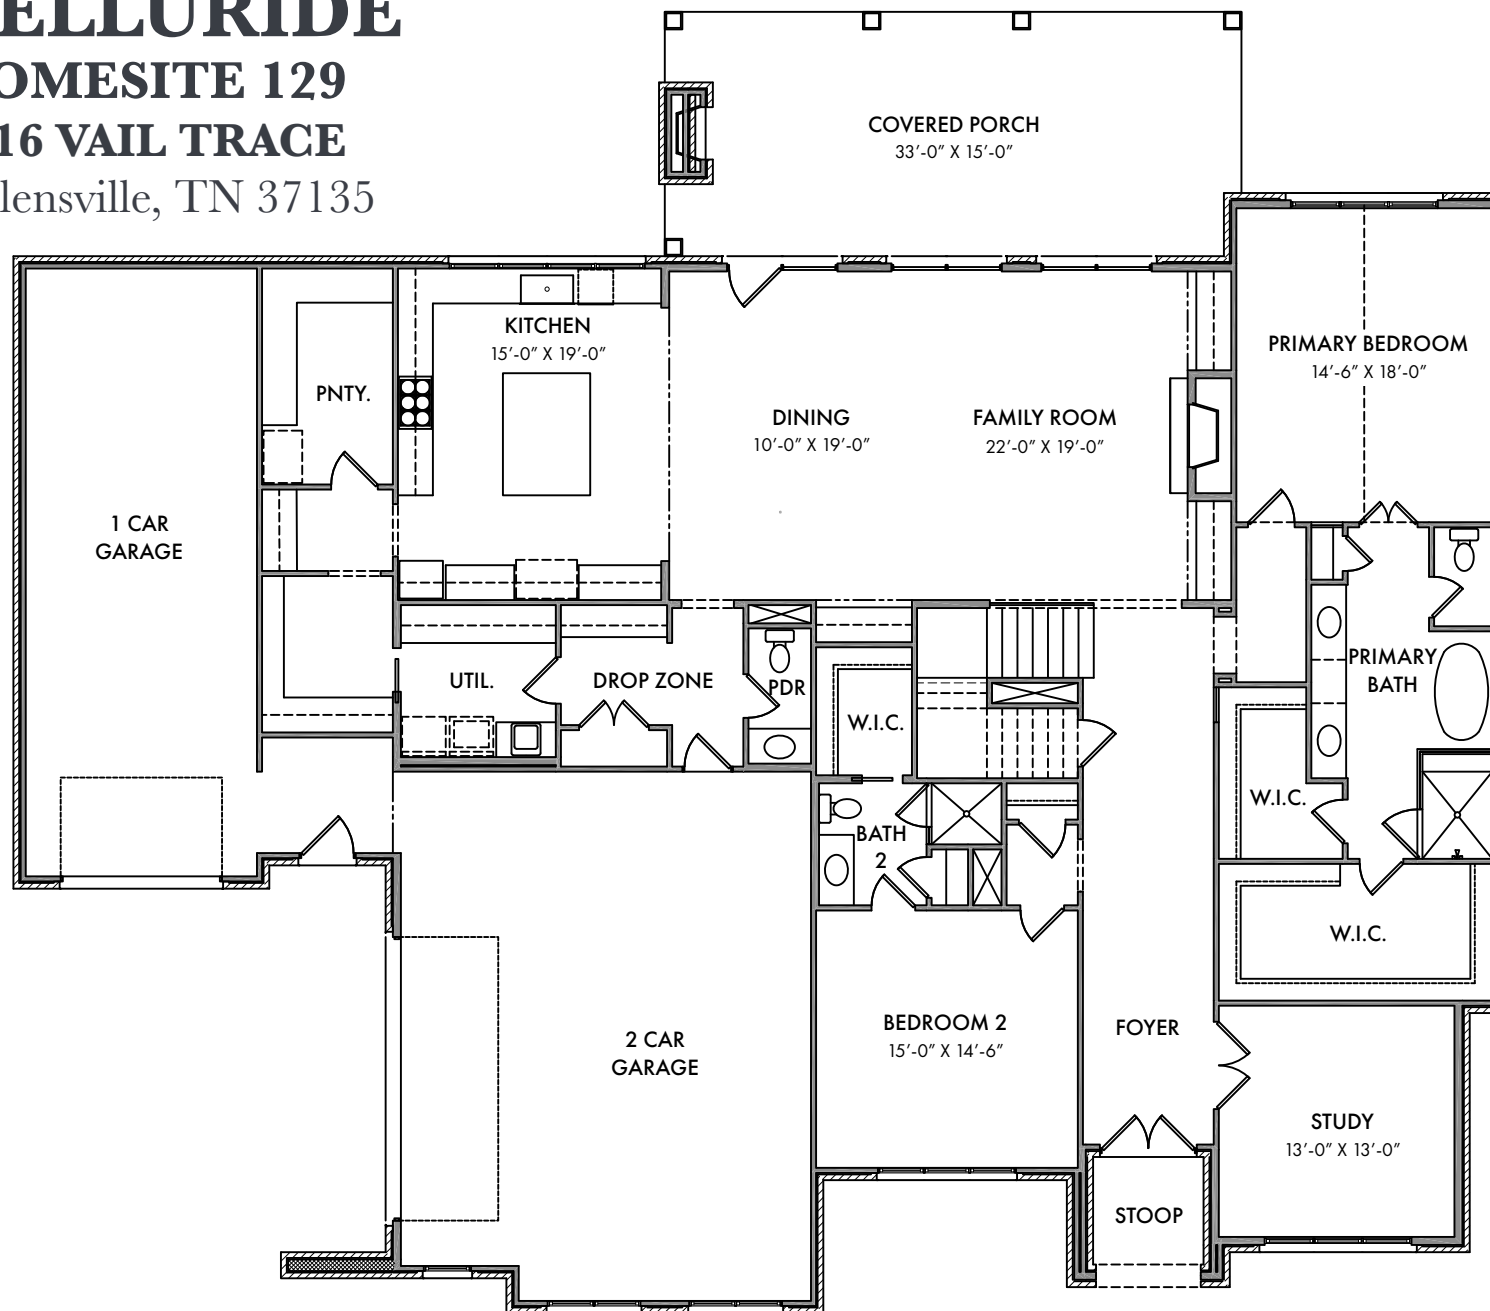 ELLURIDE
OMESITE 129
16 VAIL TRACE
lensville, TN 37135
COVERED PORCH
33'-0" X 15'-0"
KITCHEN
15'-0" X 19'-0"
PNTY.
PRIMARY BEDROOM
14'-6" X 18'-0"
DINING
10'-0" X 19'-0"
FAMILY ROOM
22'-0" X 19'-0"
1 CAR
GARAGE
UTIL.
DROP ZONE
PDR
W.I.C.
PRIMARY
BATH
W.I.C.
BATH
2
W.I.C.
BEDROOM 2
15'-0" X 14'-6"
FOYER
2 CAR
GARAGE
STUDY
13'-0" X 13'-0"
STOOP